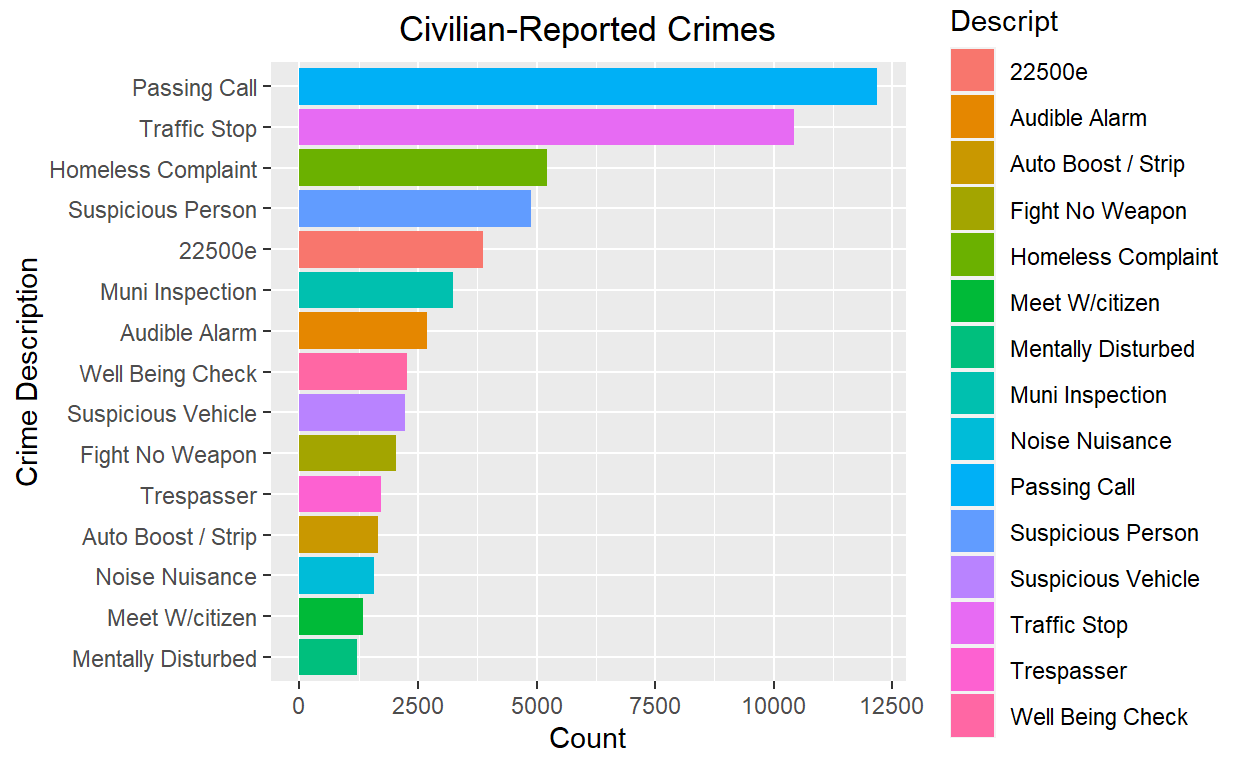 Civilian-Reported Crimes
Crime Description
Passing Call
Traffic Stop
Homeless Complaint
Suspicious Person
22500e
Muni Inspection
Audible Alarm
Well Being Check
Suspicious Vehicle
Fight No Weapon
Trespasser
Auto Boost / Strip
Noise Nuisance
Meet W/citizen
Mentally Disturbed
0 2500 5000 7500 10000 12500
Count
Descript
22500e
Audible Alarm
Auto Boost / Strip
Fight No Weapon
Homeless Complaint
Meet W/citizen
Mentally Disturbed
Muni Inspection
Noise Nuisance
Passing Call
Suspicious Person
Suspicious Vehicle
Traffic Stop
Trespasser
Well Being Check